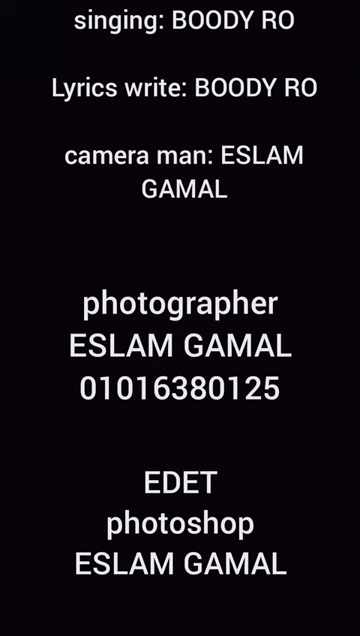 singing: BOODY RO
Lyrics write: BOODY RO
camera man: ESLAM
GAMAL
photographer
ESLAM GAMAL
01016380125
EDET
photoshop
ESLAM GAMAL